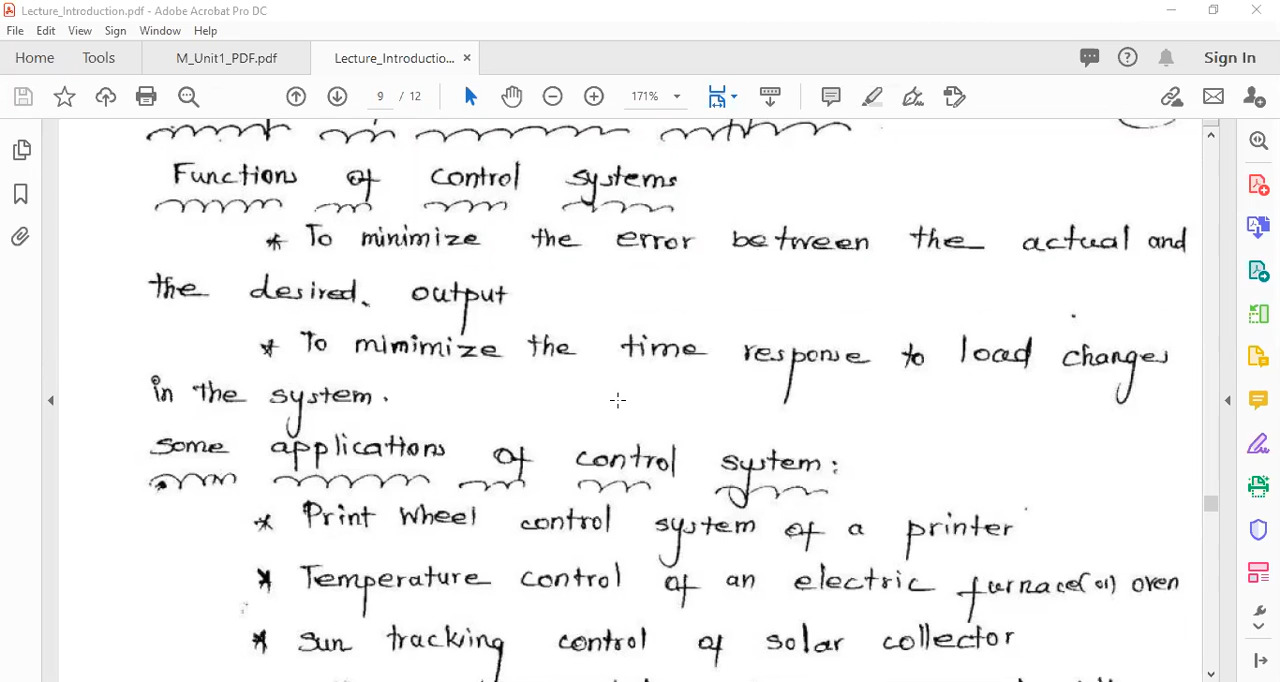 Lecture_Introduction.pdf - Adobe Acrobat Pro DC
File Edit View Sign Window Help
Home Tools M_Unit1_PDF.pdf Lecture_Introductio... × Sign In
9 / 12 171%
Functions of control systems
* To minimize the error between the actual and
the desired. output
* To mimimize the time response to load changes
in the system.
Some applications of control system:
* Print Wheel control system of a printer
* Temperature control of an electric furnace(or) oven
* Sun tracking control of solar collector